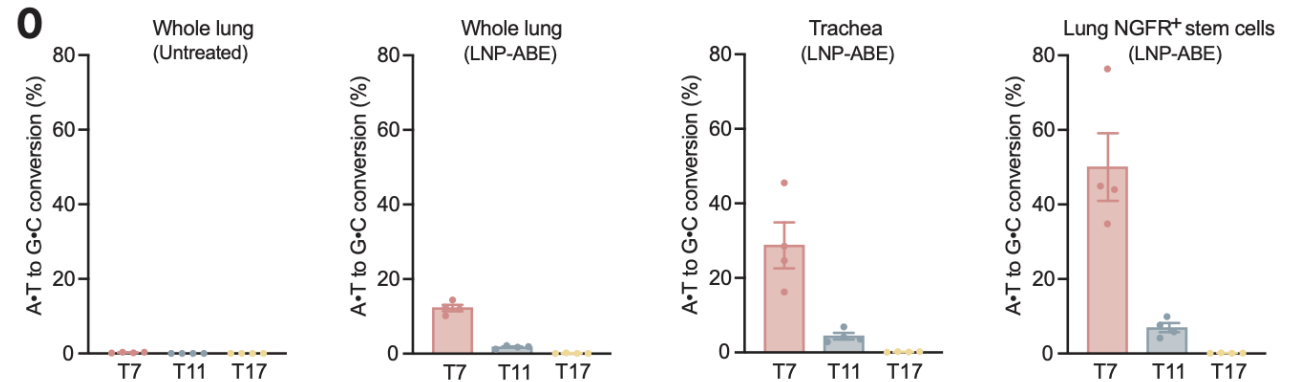 O
Whole lung
(Untreated)
A•T to G•C conversion (%)
80
60
40
20
0
T7 T11 T17
Whole lung
(LNP-ABE)
A•T to G•C conversion (%)
80
60
40
20
0
T7 T11 T17
Trachea
(LNP-ABE)
A•T to G•C conversion (%)
80
60
40
20
0
T7 T11 T17
Lung NGFR⁺ stem cells
(LNP-ABE)
A•T to G•C conversion (%)
80
60
40
20
0
T7 T11 T17